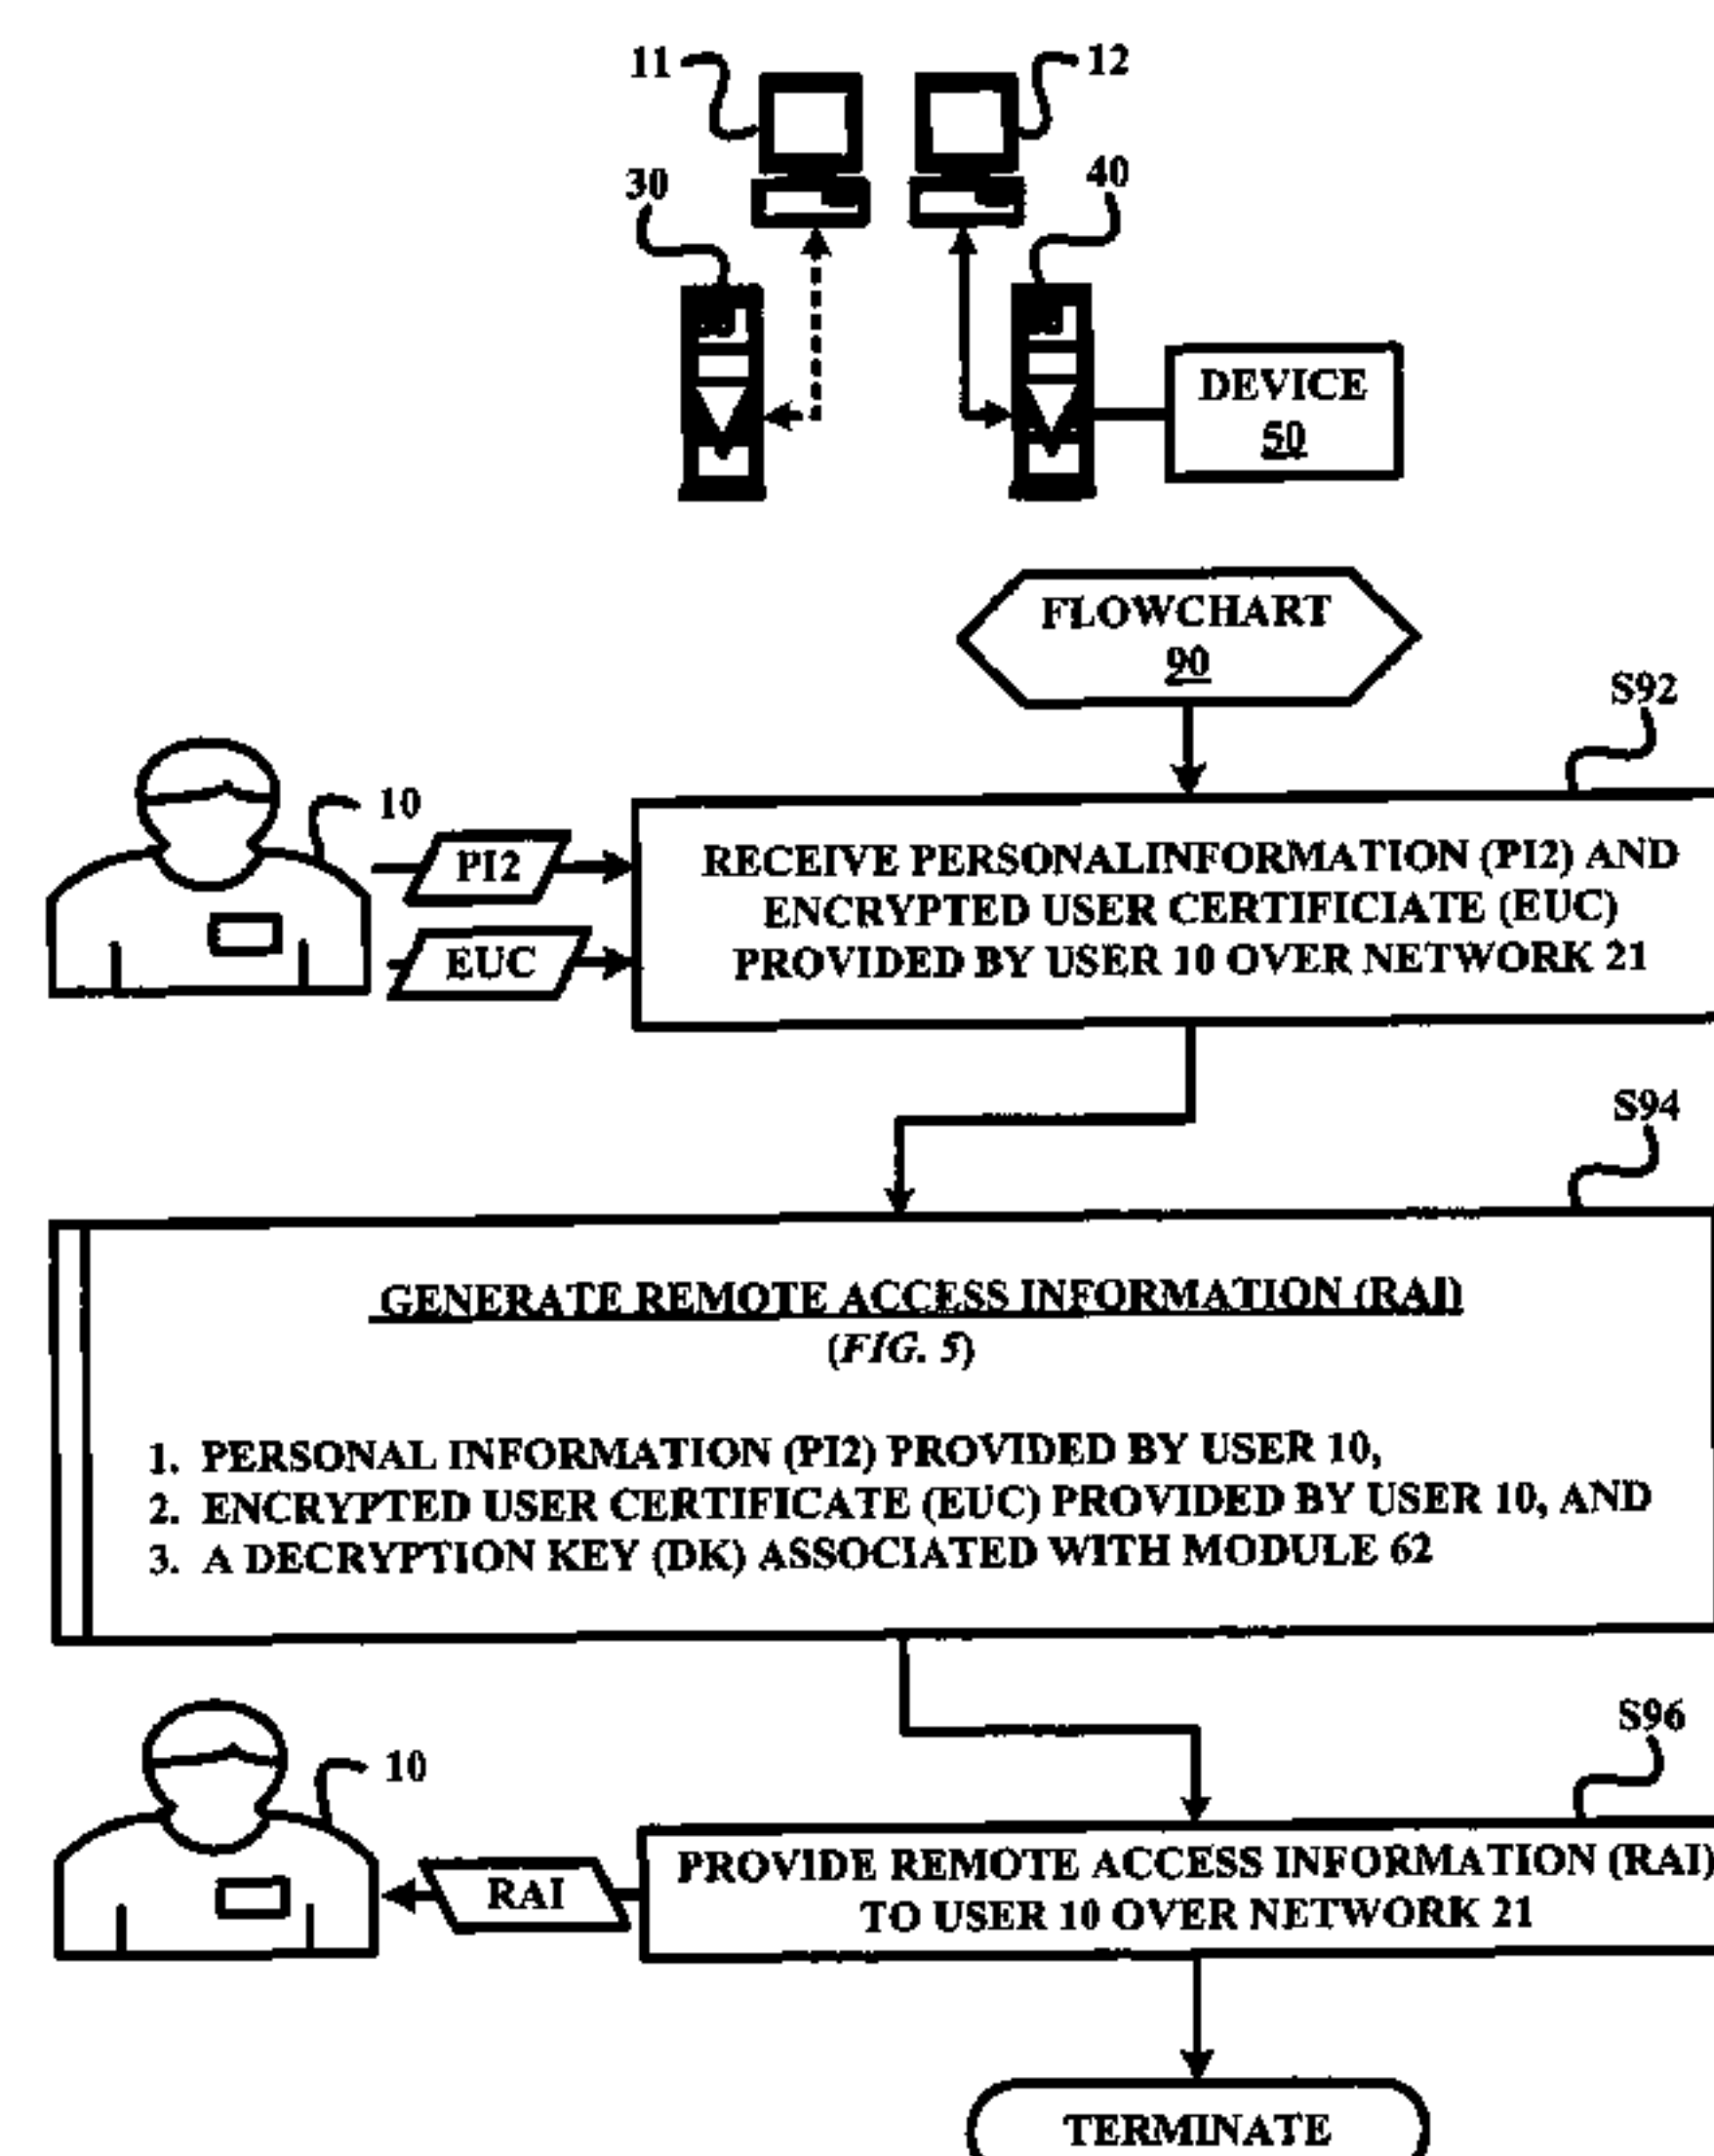 11
12
30
40
DEVICE
50
FLOWCHART
90
S92
10
PI2
EUC
RECEIVE PERSONALINFORMATION (PI2) AND
ENCRYPTED USER CERTIFICIATE (EUC)
PROVIDED BY USER 10 OVER NETWORK 21
S94
GENERATE REMOTE ACCESS INFORMATION (RAI)
(FIG. 5)
1. PERSONAL INFORMATION (PI2) PROVIDED BY USER 10,
2. ENCRYPTED USER CERTIFICATE (EUC) PROVIDED BY USER 10, AND
3. A DECRYPTION KEY (DK) ASSOCIATED WITH MODULE 62
S96
10
RAI
PROVIDE REMOTE ACCESS INFORMATION (RAI)
TO USER 10 OVER NETWORK 21
TERMINATE